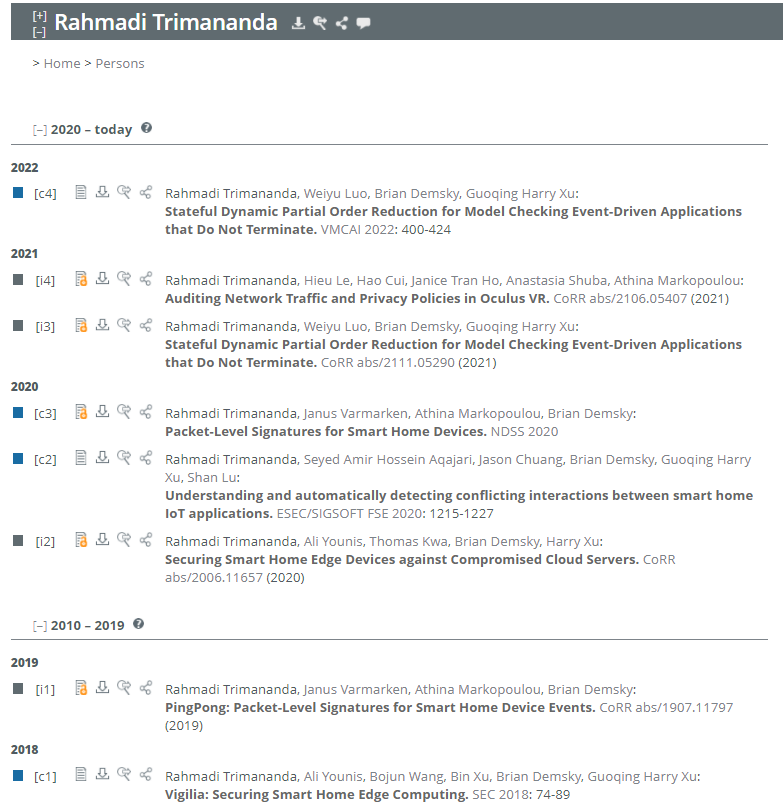 [+]
[–]
Rahmadi Trimananda
> Home > Persons
[–] 2020 – today ?
2022
[c4] Rahmadi Trimananda, Weiyu Luo, Brian Demsky, Guoqing Harry Xu:
Stateful Dynamic Partial Order Reduction for Model Checking Event-Driven Applications
that Do Not Terminate. VMCAI 2022: 400-424
2021
[i4] Rahmadi Trimananda, Hieu Le, Hao Cui, Janice Tran Ho, Anastasia Shuba, Athina Markopoulou:
Auditing Network Traffic and Privacy Policies in Oculus VR. CoRR abs/2106.05407 (2021)
[i3] Rahmadi Trimananda, Weiyu Luo, Brian Demsky, Guoqing Harry Xu:
Stateful Dynamic Partial Order Reduction for Model Checking Event-Driven Applications
that Do Not Terminate. CoRR abs/2111.05290 (2021)
2020
[c3] Rahmadi Trimananda, Janus Varmarken, Athina Markopoulou, Brian Demsky:
Packet-Level Signatures for Smart Home Devices. NDSS 2020
[c2] Rahmadi Trimananda, Seyed Amir Hossein Aqajari, Jason Chuang, Brian Demsky, Guoqing Harry
Xu, Shan Lu:
Understanding and automatically detecting conflicting interactions between smart home
IoT applications. ESEC/SIGSOFT FSE 2020: 1215-1227
[i2] Rahmadi Trimananda, Ali Younis, Thomas Kwa, Brian Demsky, Harry Xu:
Securing Smart Home Edge Devices against Compromised Cloud Servers. CoRR
abs/2006.11657 (2020)
[–] 2010 – 2019 ?
2019
[i1] Rahmadi Trimananda, Janus Varmarken, Athina Markopoulou, Brian Demsky:
PingPong: Packet-Level Signatures for Smart Home Device Events. CoRR abs/1907.11797
(2019)
2018
[c1] Rahmadi Trimananda, Ali Younis, Bojun Wang, Bin Xu, Brian Demsky, Guoqing Harry Xu:
Vigilia: Securing Smart Home Edge Computing. SEC 2018: 74-89